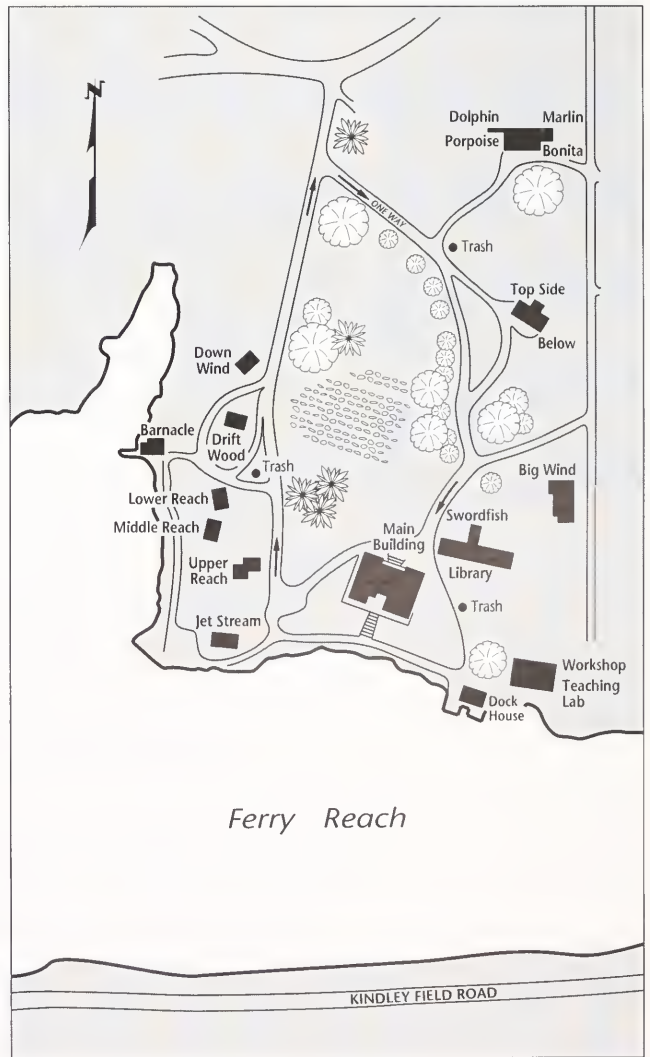 N
Dolphin Marlin
Porpoise Bonita
ONE WAY
Trash
Top Side
Below
Down
Wind
Barnacle
Drift
Wood
Trash
Lower Reach
Middle Reach
Upper
Reach
Jet Stream
Big Wind
Swordfish
Main
Building
Library
Trash
Workshop
Teaching
Lab
Dock
House
Ferry Reach
KINDLEY FIELD ROAD